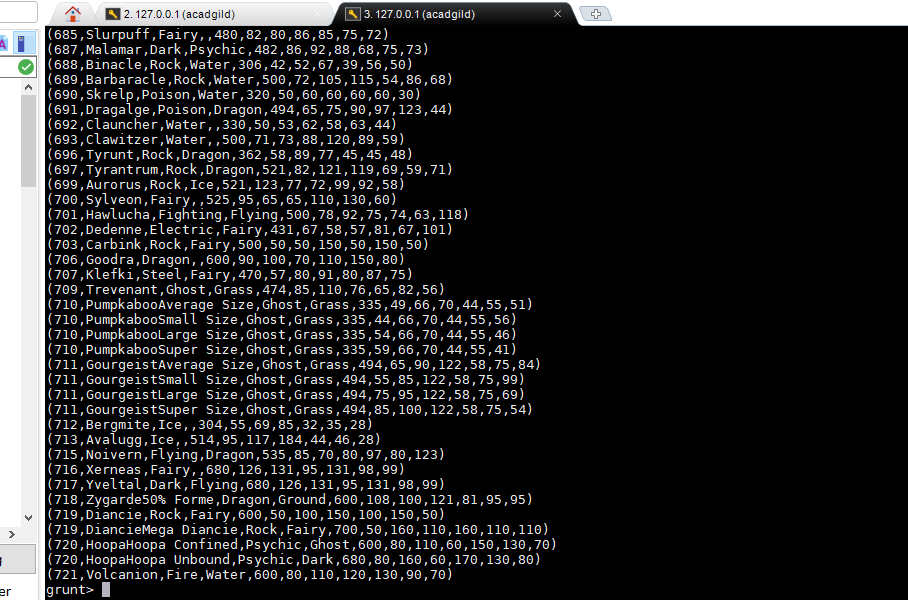 2. 127.0.0.1 (acadgild)
3. 127.0.0.1 (acadgild)
(685,Slurpuff,Fairy,,480,82,80,86,85,75,72)
(687,Malamar,Dark,Psychic,482,86,92,88,68,75,73)
(688,Binacle,Rock,Water,306,42,52,67,39,56,50)
(689,Barbaracle,Rock,Water,500,72,105,115,54,86,68)
(690,Skrelp,Poison,Water,320,50,60,60,60,60,30)
(691,Dragalge,Poison,Dragon,494,65,75,90,97,123,44)
(692,Clauncher,Water,,330,50,53,62,58,63,44)
(693,Clawitzer,Water,,500,71,73,88,120,89,59)
(696,Tyrunt,Rock,Dragon,362,58,89,77,45,45,48)
(697,Tyrantrum,Rock,Dragon,521,82,121,119,69,59,71)
(699,Aurorus,Rock,Ice,521,123,77,72,99,92,58)
(700,Sylveon,Fairy,,525,95,65,65,110,130,60)
(701,Hawlucha,Fighting,Flying,500,78,92,75,74,63,118)
(702,Dedenne,Electric,Fairy,431,67,58,57,81,67,101)
(703,Carbink,Rock,Fairy,500,50,50,150,50,150,50)
(706,Goodra,Dragon,,600,90,100,70,110,150,80)
(707,Klefki,Steel,Fairy,470,57,80,91,80,87,75)
(709,Trevenant,Ghost,Grass,474,85,110,76,65,82,56)
(710,PumpkabooAverage Size,Ghost,Grass,335,49,66,70,44,55,51)
(710,PumpkabooSmall Size,Ghost,Grass,335,44,66,70,44,55,56)
(710,PumpkabooLarge Size,Ghost,Grass,335,54,66,70,44,55,46)
(710,PumpkabooSuper Size,Ghost,Grass,335,59,66,70,44,55,41)
(711,GourgeistAverage Size,Ghost,Grass,494,65,90,122,58,75,84)
(711,GourgeistSmall Size,Ghost,Grass,494,55,85,122,58,75,99)
(711,GourgeistLarge Size,Ghost,Grass,494,75,95,122,58,75,69)
(711,GourgeistSuper Size,Ghost,Grass,494,85,100,122,58,75,54)
(712,Bergmite,Ice,,304,55,69,85,32,35,28)
(713,Avalugg,Ice,,514,95,117,184,44,46,28)
(715,Noivern,Flying,Dragon,535,85,70,80,97,80,123)
(716,Xerneas,Fairy,,680,126,131,95,131,98,99)
(717,Yveltal,Dark,Flying,680,126,131,95,131,98,99)
(718,Zygarde50% Forme,Dragon,Ground,600,108,100,121,81,95,95)
(719,Diancie,Rock,Fairy,600,50,100,150,100,150,50)
(719,DiancieMega Diancie,Rock,Fairy,700,50,160,110,160,110,110)
(720,HoopaHoopa Confined,Psychic,Ghost,600,80,110,60,150,130,70)
(720,HoopaHoopa Unbound,Psychic,Dark,680,80,160,60,170,130,80)
(721,Volcanion,Fire,Water,600,80,110,120,130,90,70)
grunt>